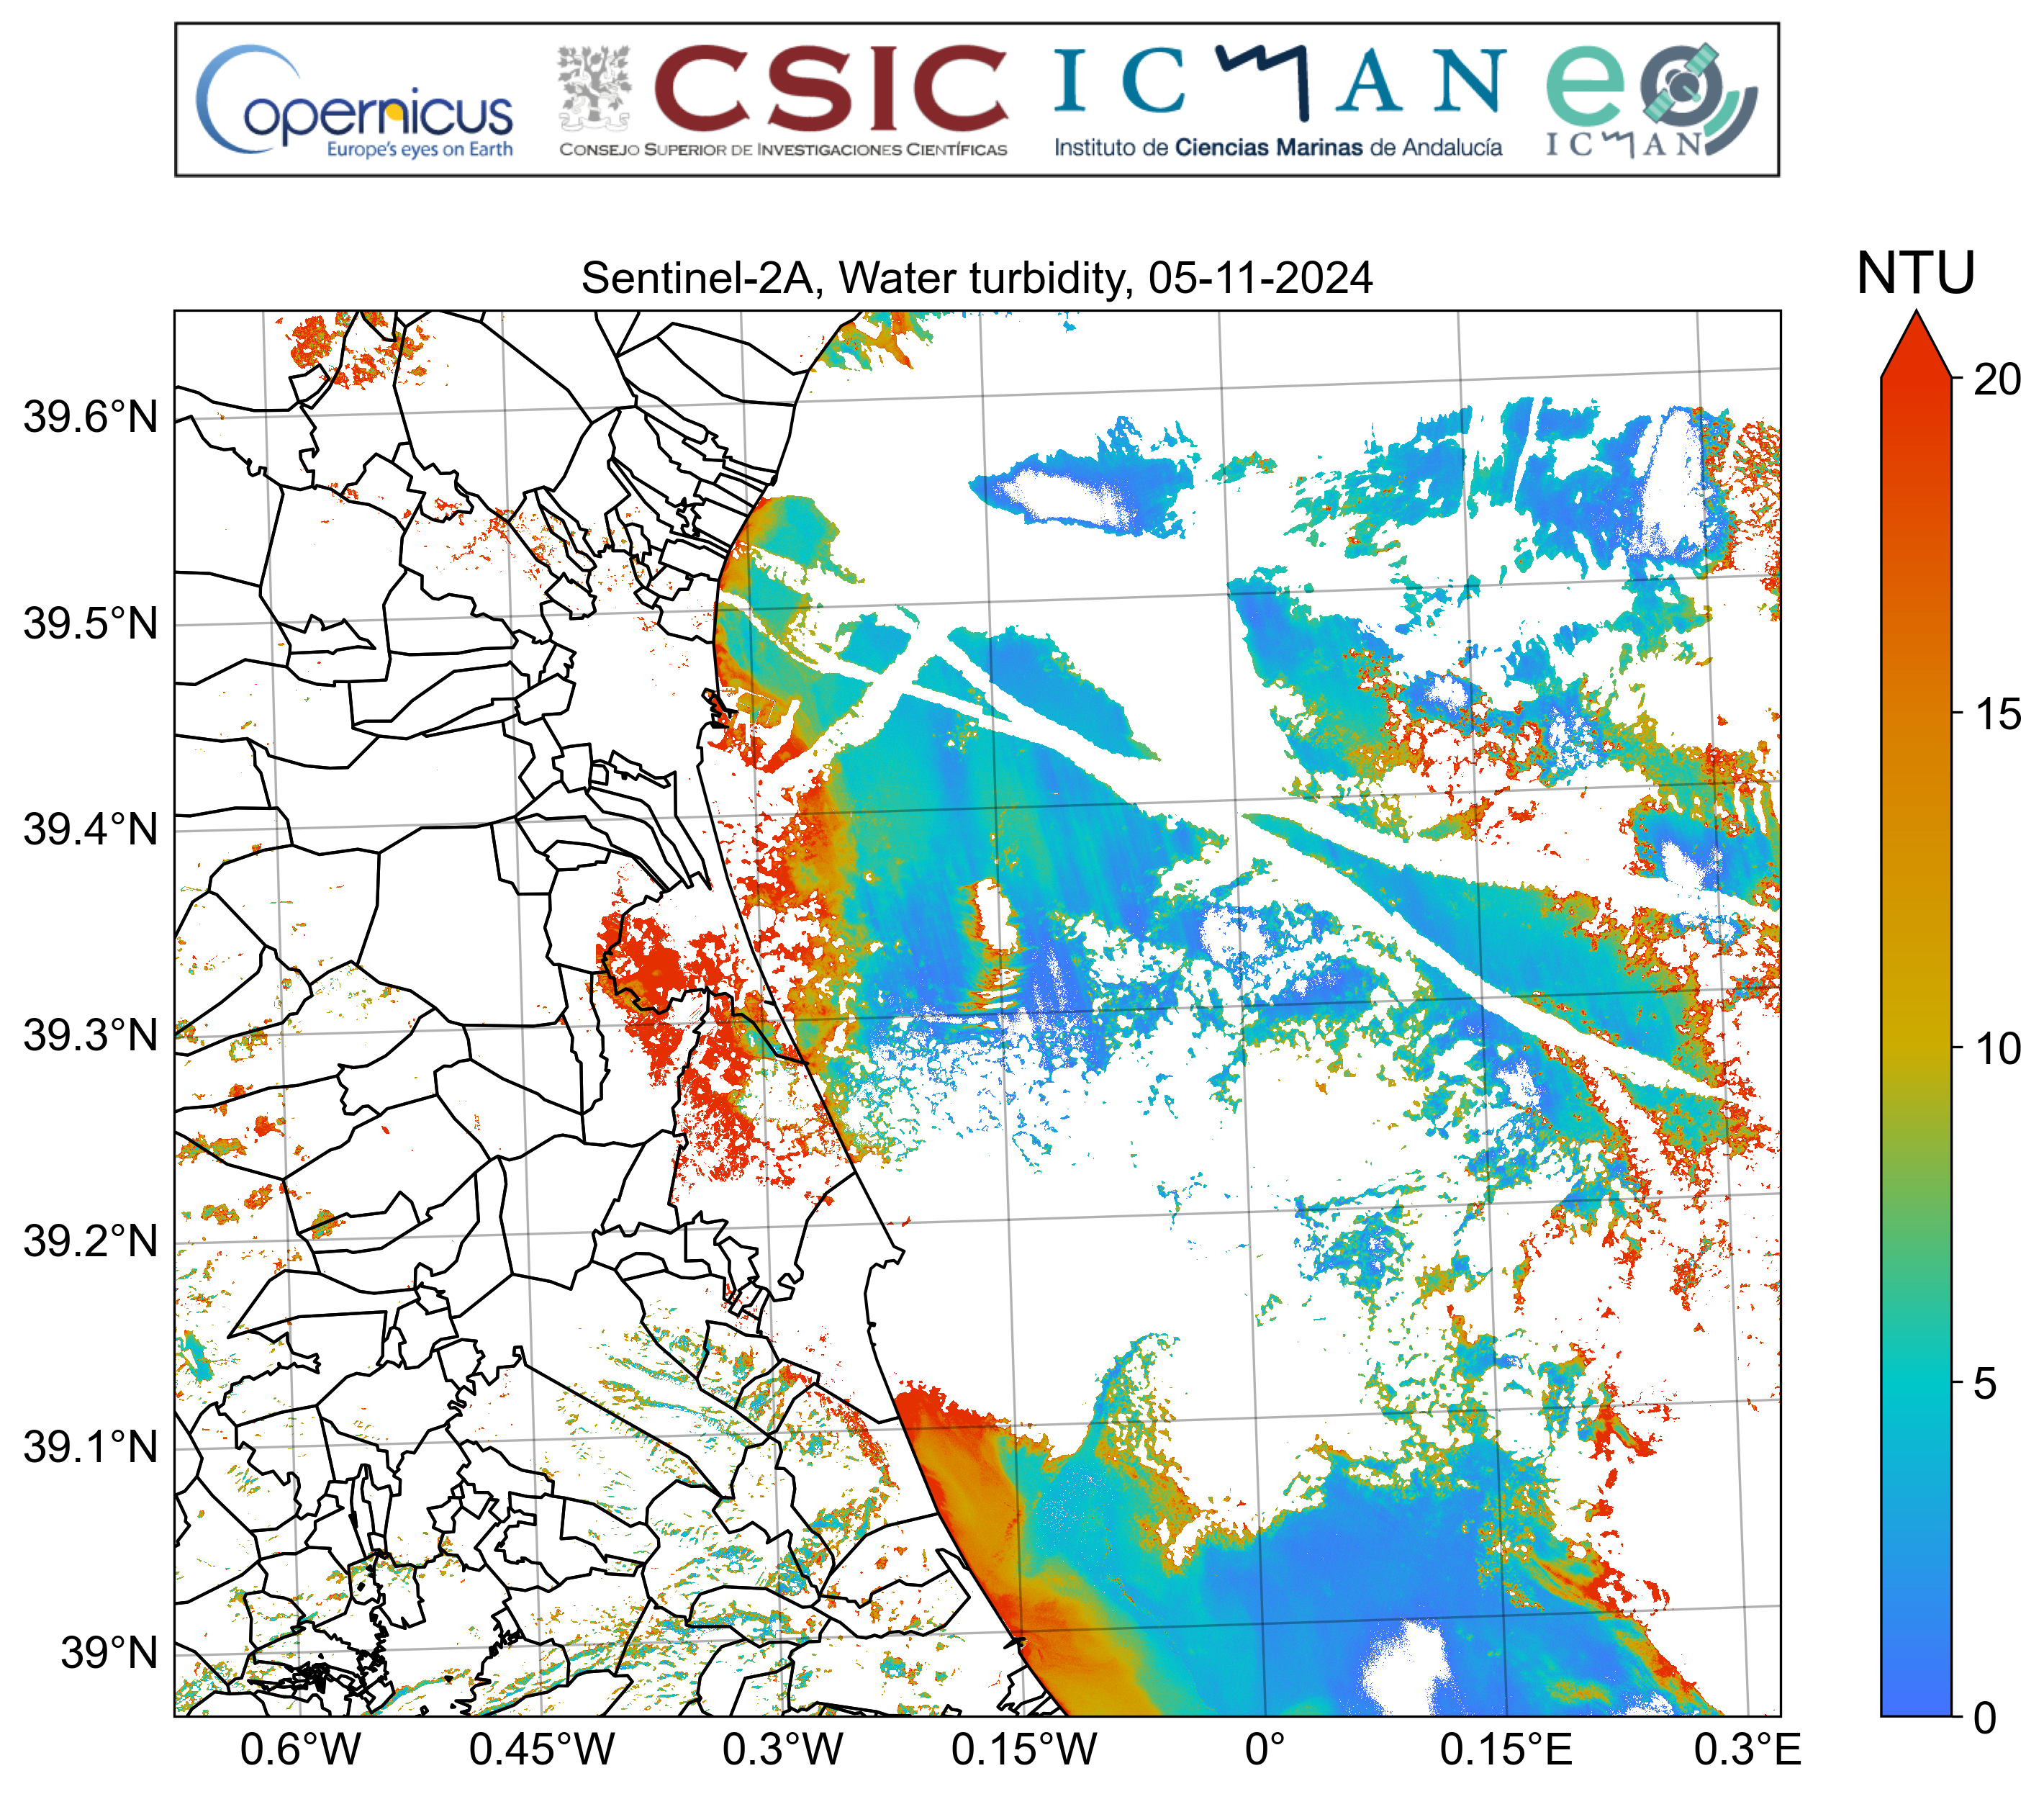 Copernicus
Europe's eyes on Earth
CSIC
CONSEJO SUPERIOR DE INVESTIGACIONES CIENTÍFICAS
ICMAN
Instituto de Ciencias Marinas de Andalucía
eo
ICMAN
Sentinel-2A, Water turbidity, 05-11-2024
NTU
20
15
10
5
0
39.6°N
39.5°N
39.4°N
39.3°N
39.2°N
39.1°N
39°N
0.6°W 0.45°W 0.3°W 0.15°W 0° 0.15°E 0.3°E